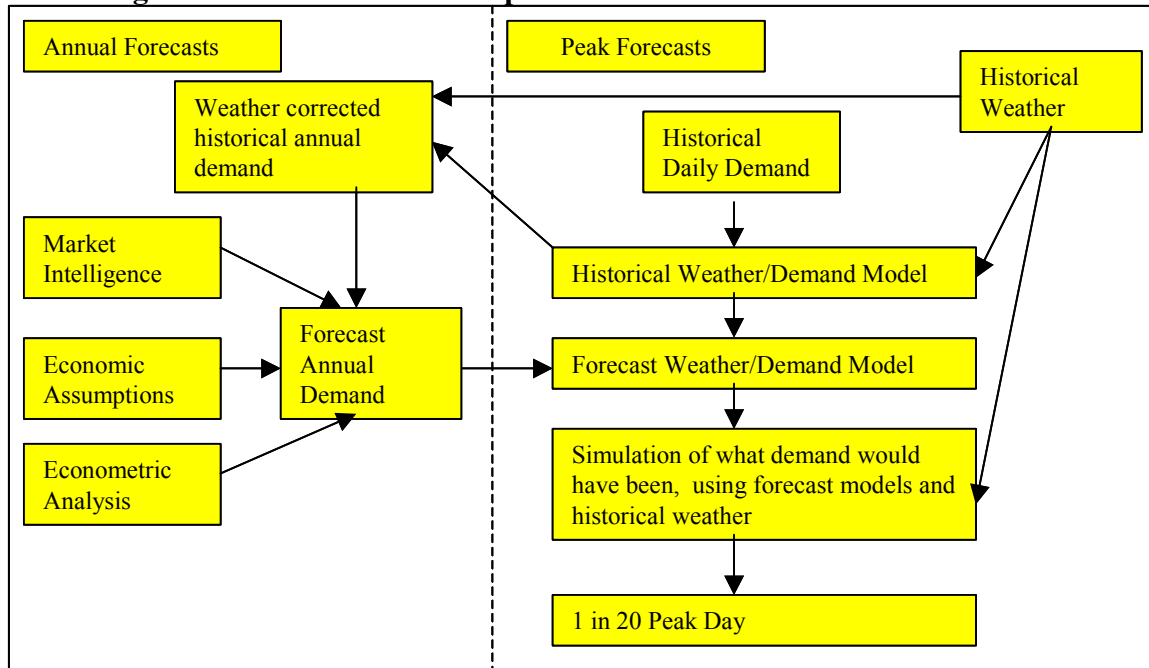 Annual Forecasts
Peak Forecasts
Historical
Weather
Weather corrected
historical annual
demand
Historical
Daily Demand
Market
Intelligence
Historical Weather/Demand Model
Forecast
Annual
Demand
Economic
Assumptions
Forecast Weather/Demand Model
Econometric
Analysis
Simulation of what demand would
have been, using forecast models and
historical weather
1 in 20 Peak Day